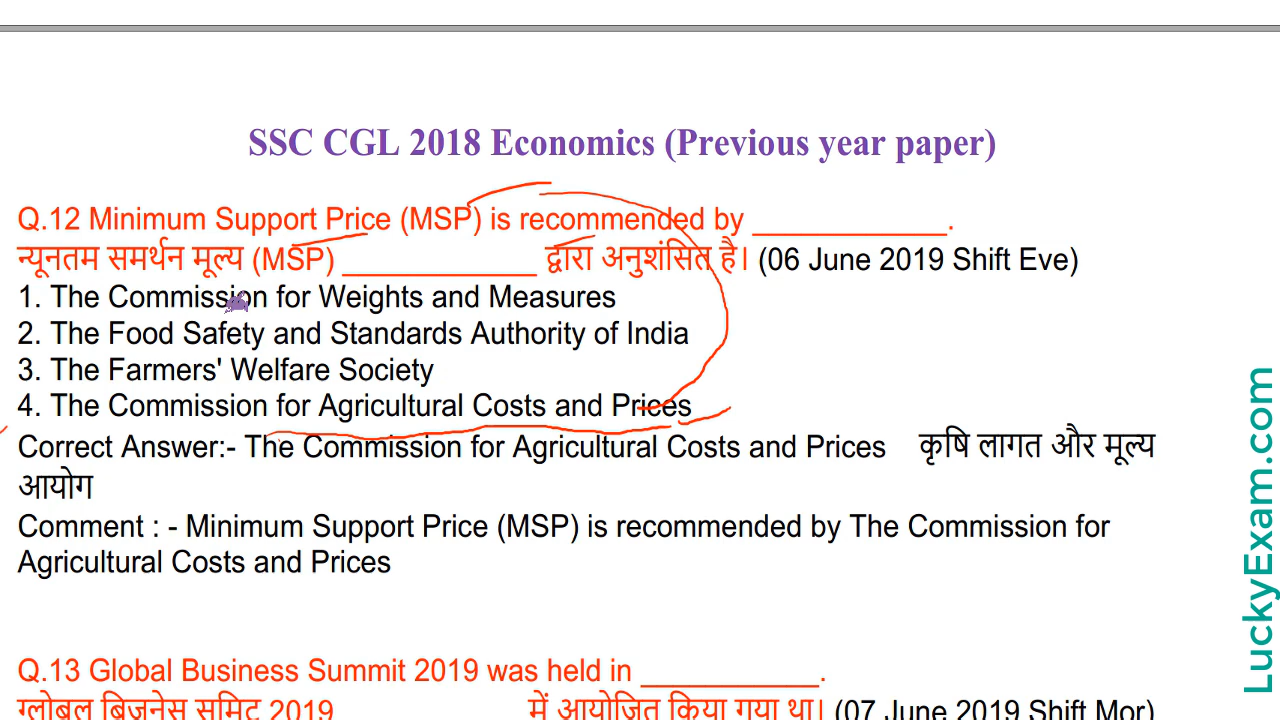 SSC CGL 2018 Economics (Previous year paper)
Q.12 Minimum Support Price (MSP) is recommended by _____________.
न्यूनतम समर्थन मूल्य (MSP) _____________ द्वारा अनुशंसित है। (06 June 2019 Shift Eve)
1. The Commission for Weights and Measures
2. The Food Safety and Standards Authority of India
3. The Farmers' Welfare Society
4. The Commission for Agricultural Costs and Prices
Correct Answer:- The Commission for Agricultural Costs and Prices कृषि लागत और मूल्य
आयोग
Comment : - Minimum Support Price (MSP) is recommended by The Commission for
Agricultural Costs and Prices
Q.13 Global Business Summit 2019 was held in ____________.
ग्लोबल बिजनेस समिट 2019 में आयोजित किया गया था। (07 June 2019 Shift Mor)
LuckyExam.com